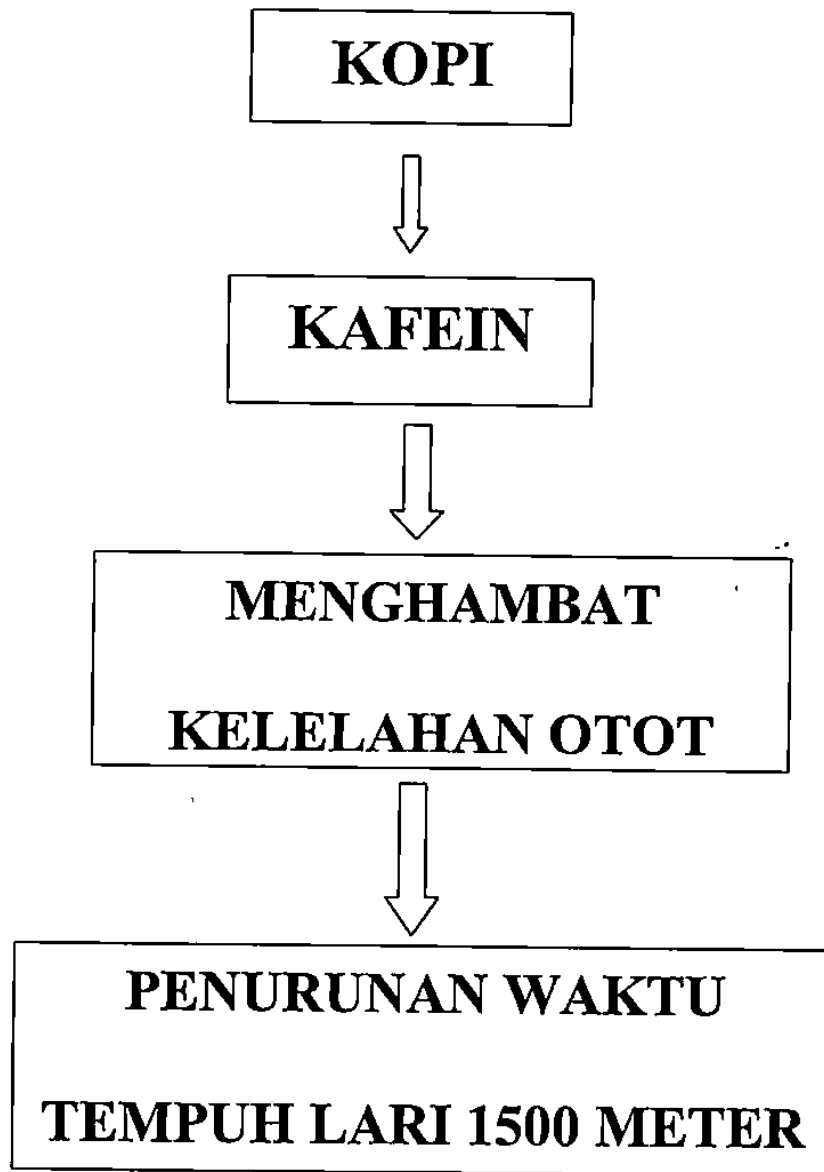 KOPI
KAFEIN
MENGHAMBAT
KELELAHAN OTOT
PENURUNAN WAKTU
TEMPUH LARI 1500 METER